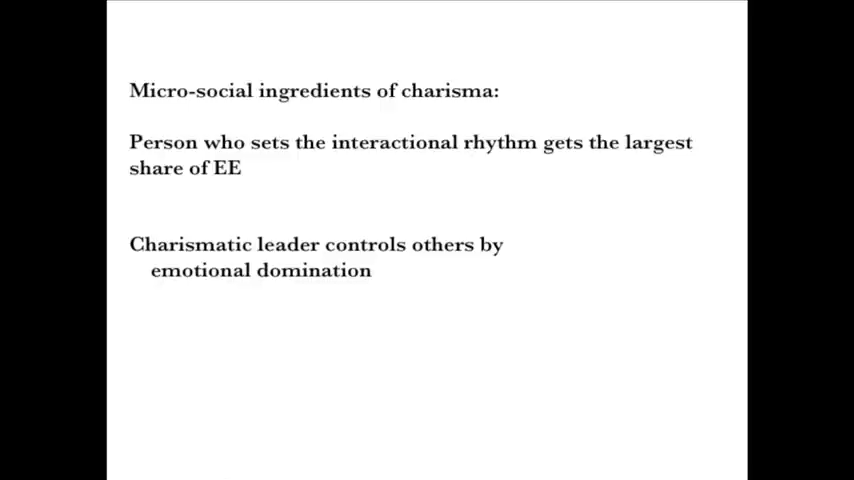 Micro-social ingredients of charisma:
Person who sets the interactional rhythm gets the largest
share of EE
Charismatic leader controls others by
emotional domination